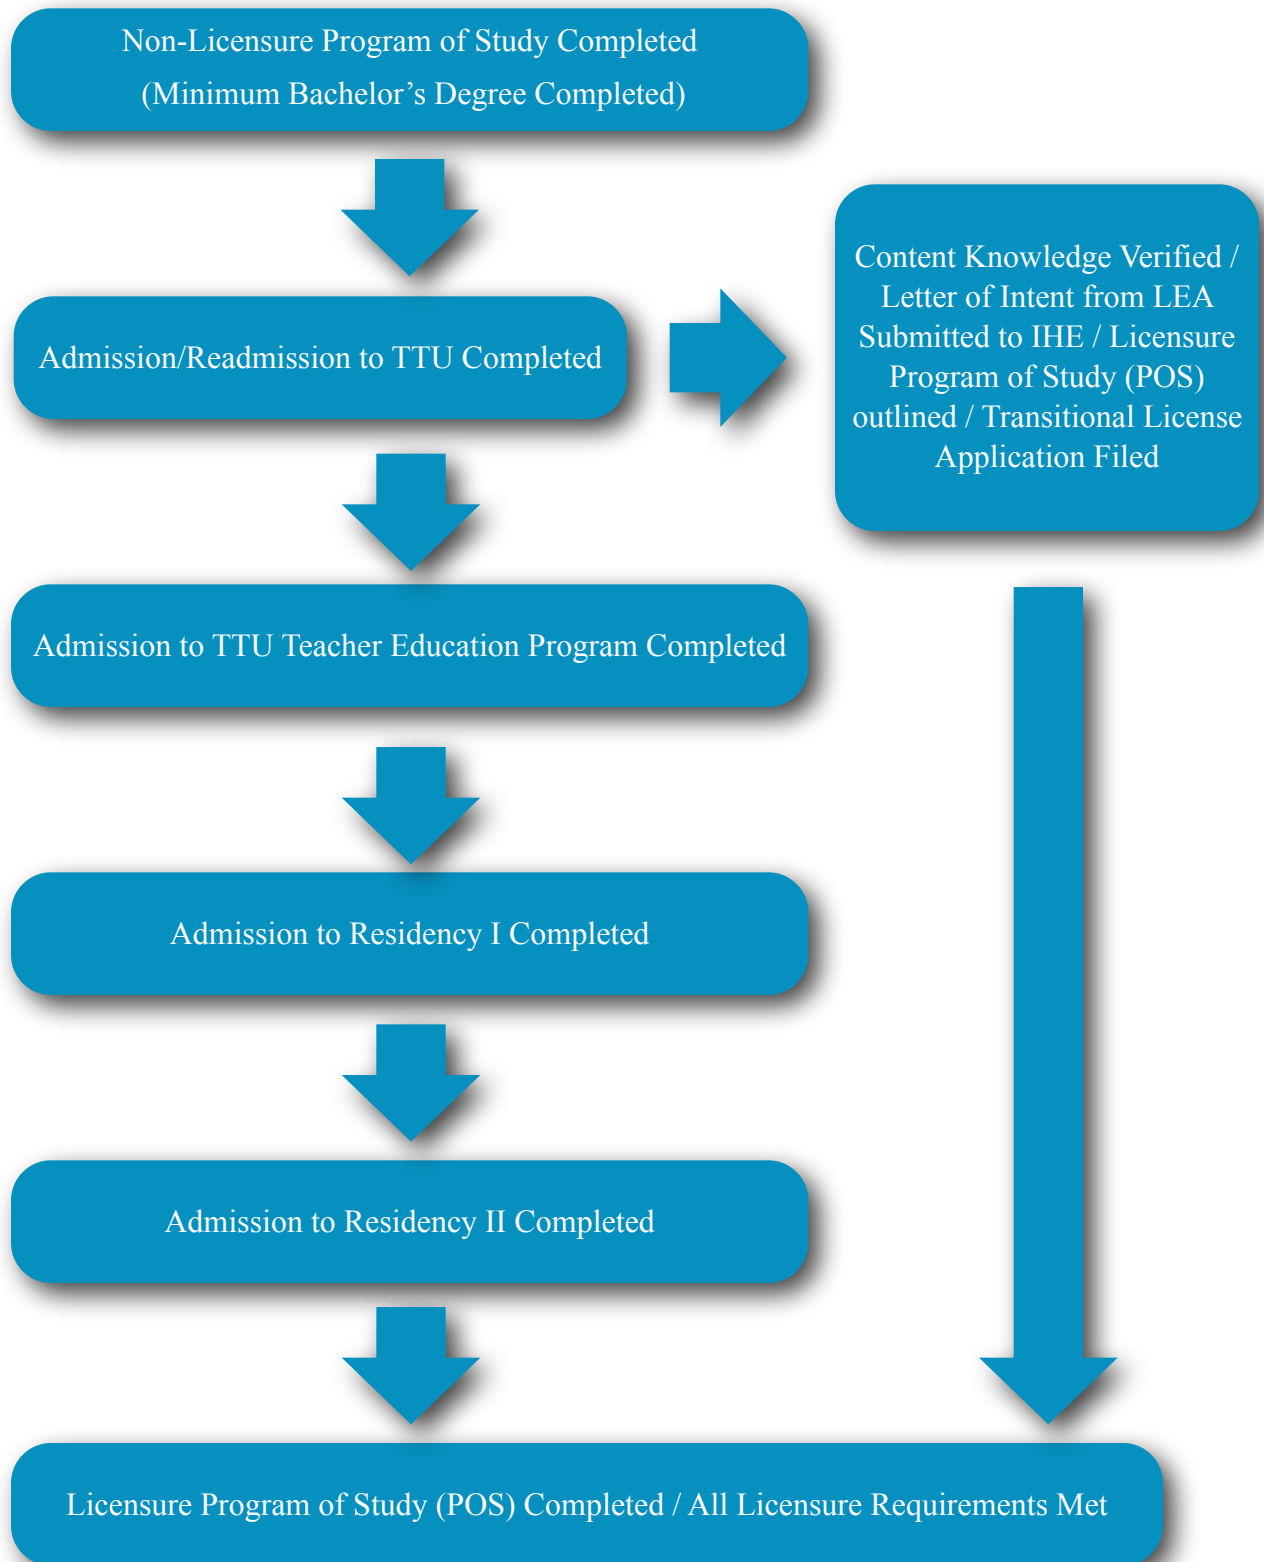 Non-Licensure Program of Study Completed
(Minimum Bachelor’s Degree Completed)
Admission/Readmission to TTU Completed
Content Knowledge Verified /
Letter of Intent from LEA
Submitted to IHE / Licensure
Program of Study (POS)
outlined / Transitional License
Application Filed
Admission to TTU Teacher Education Program Completed
Admission to Residency I Completed
Admission to Residency II Completed
Licensure Program of Study (POS) Completed / All Licensure Requirements Met